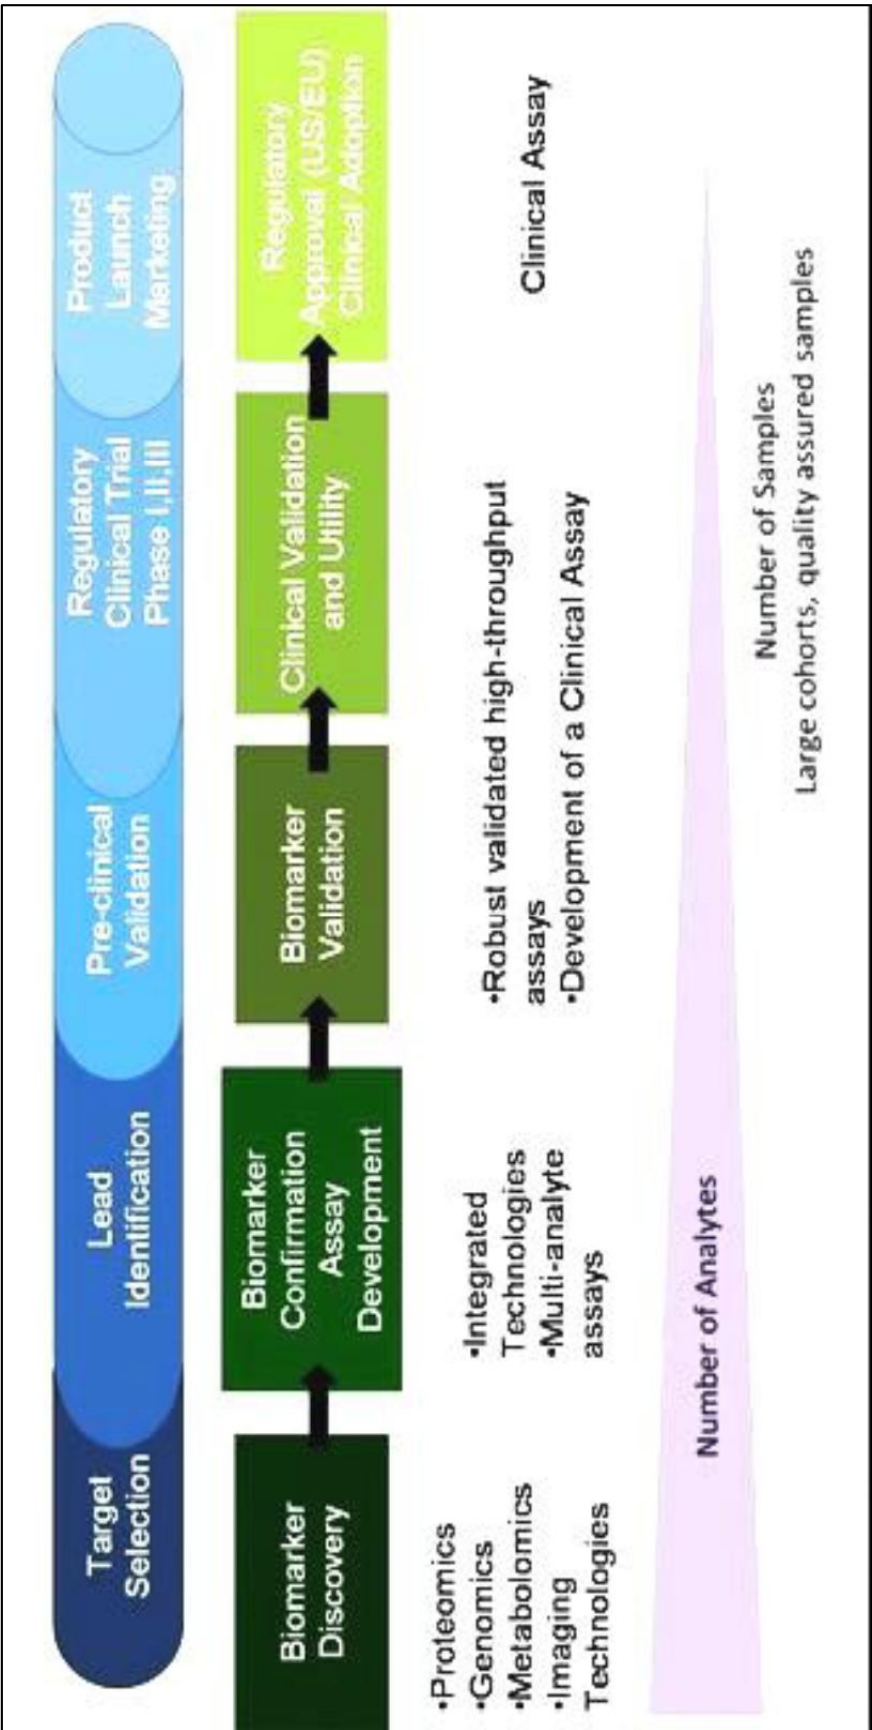 Target
Selection
Lead
Identification
Pre-clinical
Validation
Regulatory
Clinical Trial
Phase I,II,III
Product
Launch
Marketing
Biomarker
Discovery
Biomarker
Confirmation
Assay
Development
Biomarker
Validation
Clinical Validation
and Utility
Regulatory
Approval (US/EU)
Clinical Adoption
•Proteomics
•Genomics
•Metabolomics
•Imaging
Technologies
•Integrated
Technologies
•Multi-analyte
assays
•Robust validated high-throughput
assays
•Development of a Clinical Assay
Clinical Assay
Number of Analytes
Number of Samples
Large cohorts, quality assured samples